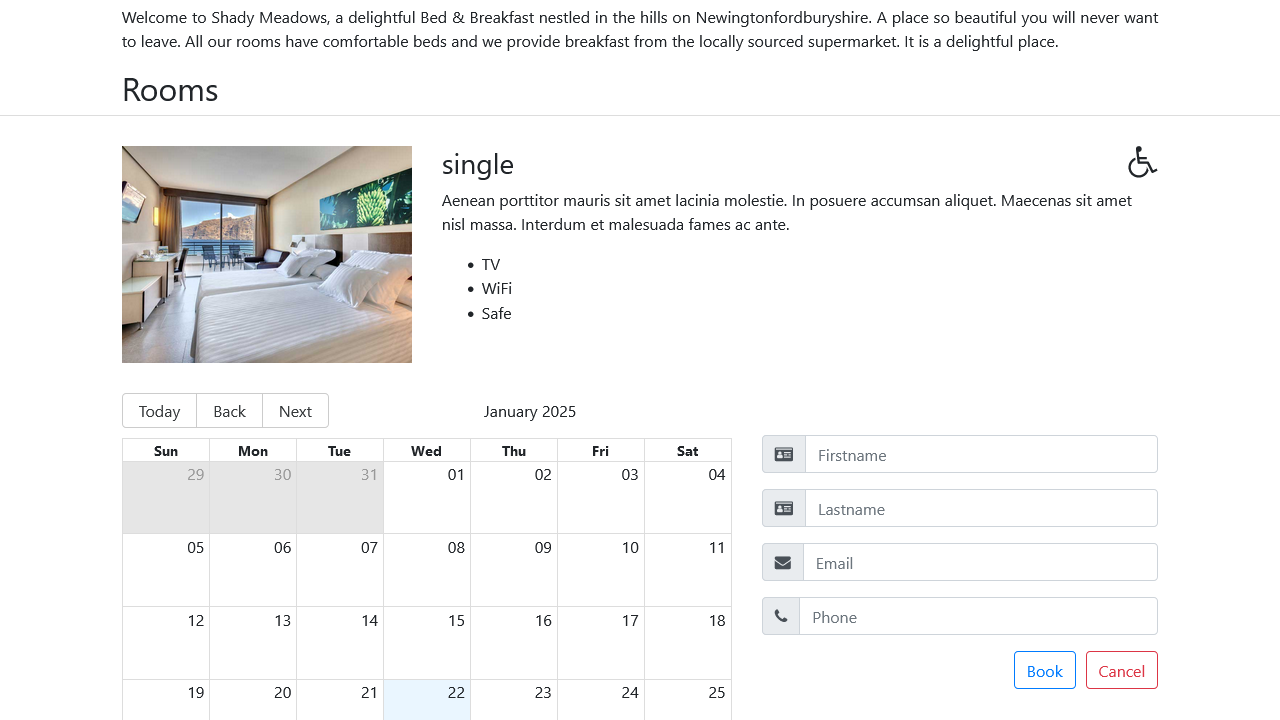 Welcome to Shady Meadows, a delightful Bed & Breakfast nestled in the hills on Newingtonfordburyshire. A place so beautiful you will never want
to leave. All our rooms have comfortable beds and we provide breakfast from the locally sourced supermarket. It is a delightful place.
Rooms
single
Aenean porttitor mauris sit amet lacinia molestie. In posuere accumsan aliquet. Maecenas sit amet
nisl massa. Interdum et malesuada fames ac ante.
TV
WiFi
Safe
Today Back Next January 2025
Sun Mon Tue Wed Thu Fri Sat
29 30 31 01 02 03 04
05 06 07 08 09 10 11
12 13 14 15 16 17 18
19 20 21 22 23 24 25
Firstname
Lastname
Email
Phone
Book Cancel